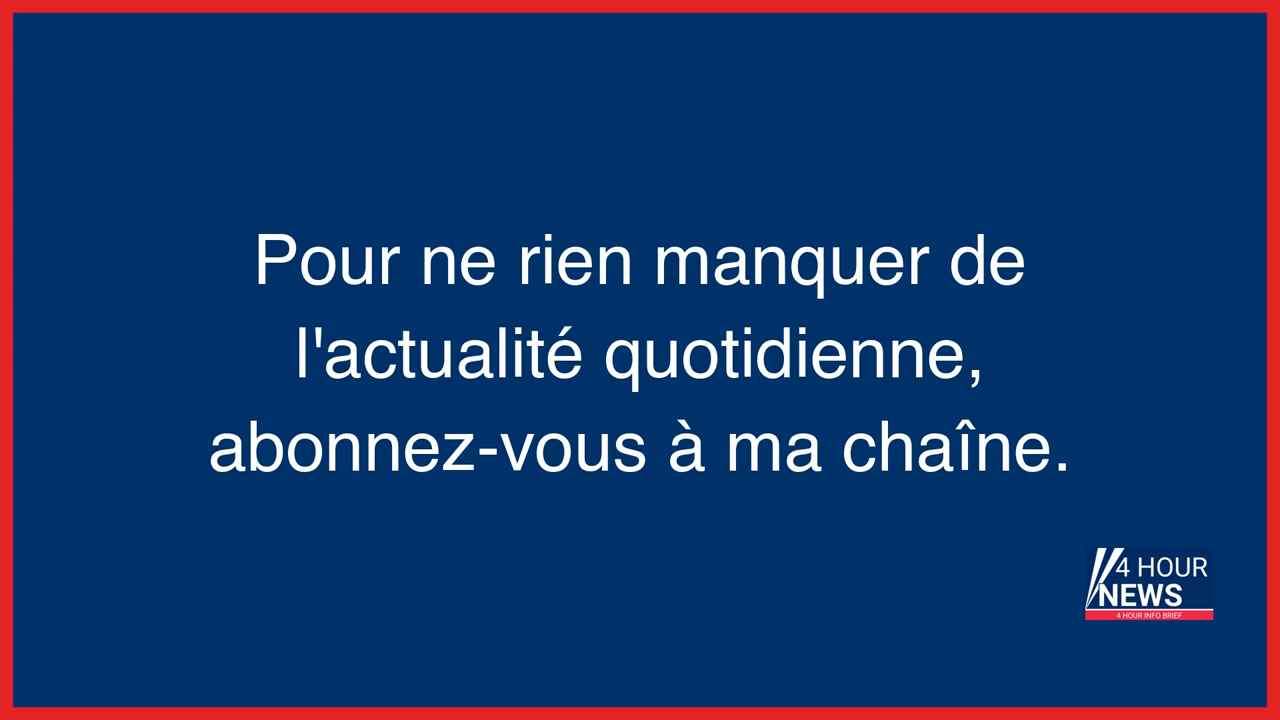 Pour ne rien manquer de
l'actualité quotidienne,
abonnez-vous à ma chaîne.
4 HOUR
NEWS
4 HOUR INFO BRIEF